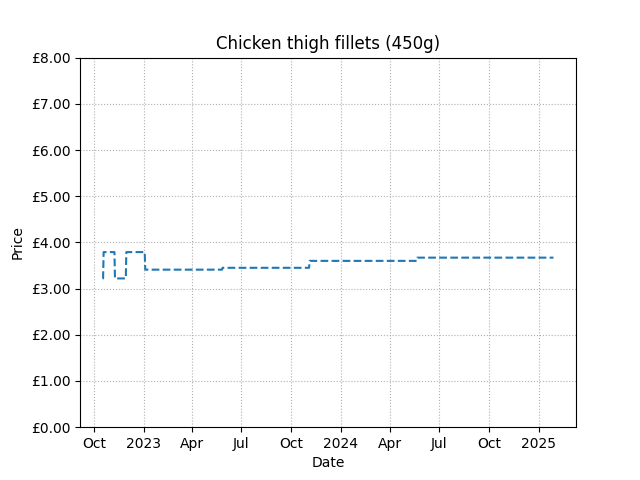 Chicken thigh fillets (450g)
£8.00
£7.00
£6.00
£5.00
£4.00
£3.00
£2.00
£1.00
£0.00
Price
Oct 2023 Apr Jul Oct 2024 Apr Jul Oct 2025
Date